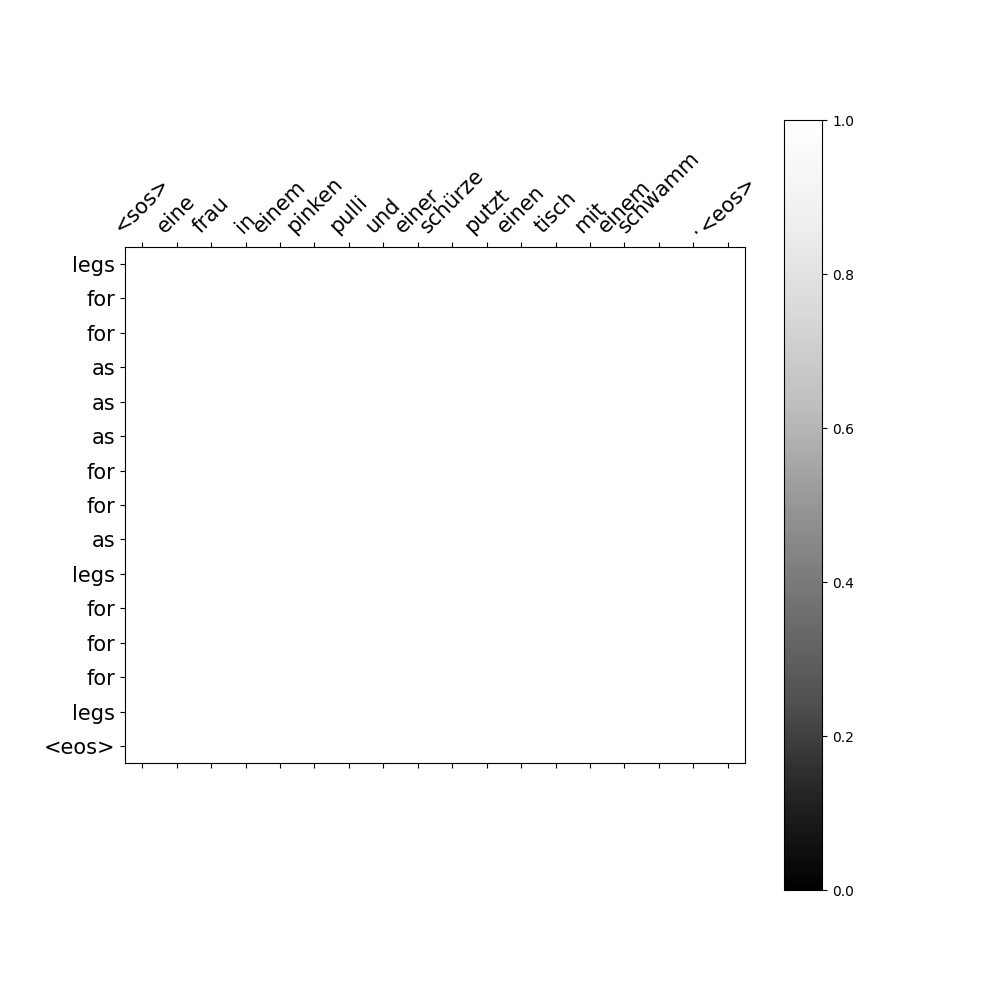 <sos> eine frau in einem pinken pulli und einer schürze putzt einen tisch mit einem schwamm . <eos>
legs
for
for
as
as
as
for
for
as
legs
for
for
for
legs
<eos>
1.0
0.8
0.6
0.4
0.2
0.0